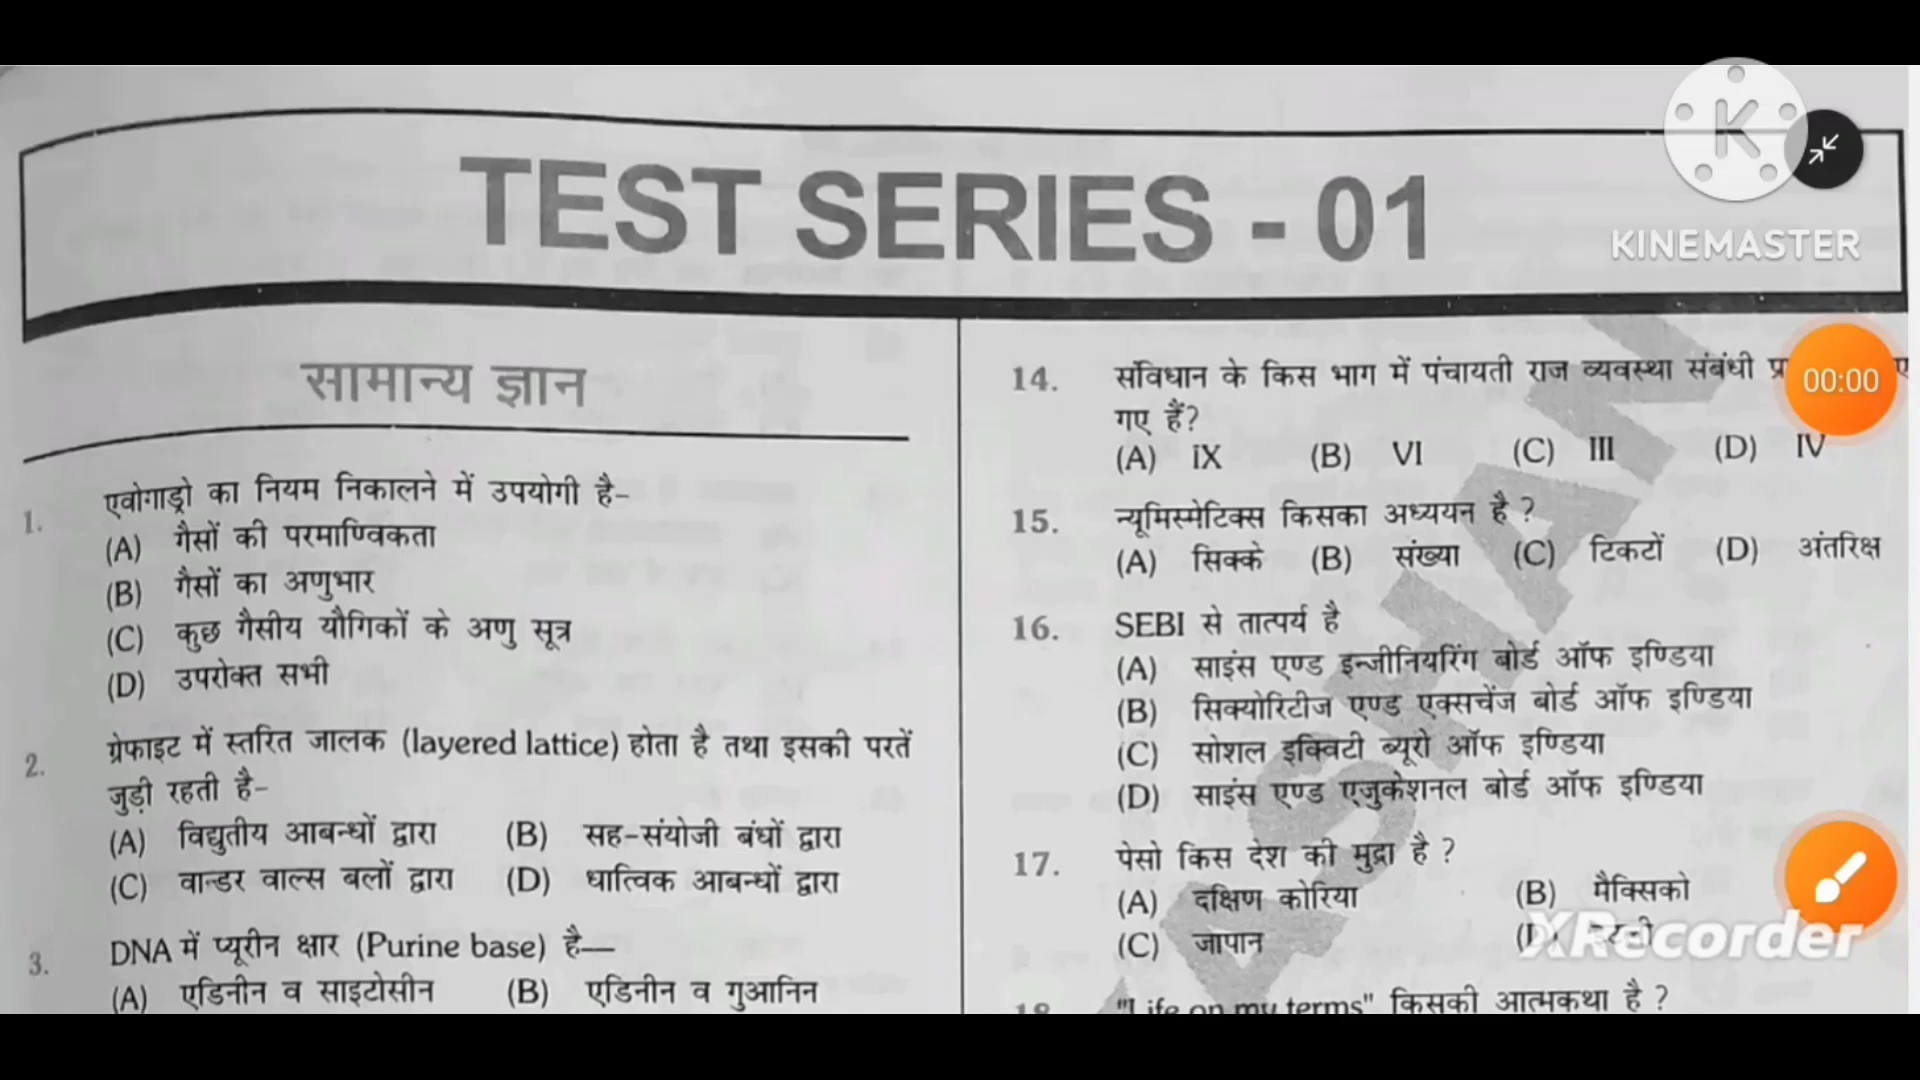 TEST SERIES - 01
KINEMASTER
सामान्य ज्ञान
1. एवोगाड्रो का नियम निकालने में उपयोगी है-
(A) गैसों की परमाण्विकता
(B) गैसों का अणुभार
(C) कुछ गैसीय यौगिकों के अणु सूत्र
(D) उपरोक्त सभी
2. ग्रेफाइट में स्तरित जालक (layered lattice) होता है तथा इसकी परतें
जुड़ी रहती है-
(A) विद्युतीय आबन्धों द्वारा (B) सह-संयोजी बंधों द्वारा
(C) वान्डर वाल्स बलों द्वारा (D) धात्विक आबन्धों द्वारा
3. DNA में प्यूरीन क्षार (Purine base) है—
(A) एडिनीन व साइटोसीन (B) एडिनीन व गुआनिन
14. संविधान के किस भाग में पंचायती राज व्यवस्था संबंधी
गए हैं?
(A) iX (B) VI (C) III (D) IV
00:00
15. न्यूमिस्मेटिक्स किसका अध्ययन है ?
(A) सिक्के (B) संख्या (C) टिकटों (D) अंतरिक्ष
16. SEBI से तात्पर्य है
(A) साइंस एण्ड इन्जीनियरिंग बोर्ड ऑफ इण्डिया
(B) सिक्योरिटीज एण्ड एक्सचेंज बोर्ड ऑफ इण्डिया
(C) सोशल इक्विटी ब्यूरो ऑफ इण्डिया
(D) साइंस एण्ड एजुकेशनल बोर्ड ऑफ इण्डिया
17. पेसो किस देश की मुद्रा है ?
(A) दक्षिण कोरिया (B) मैक्सिको
(C) जापान
XRecorder
18. "Life on my terms" किसकी आत्मकथा है ?